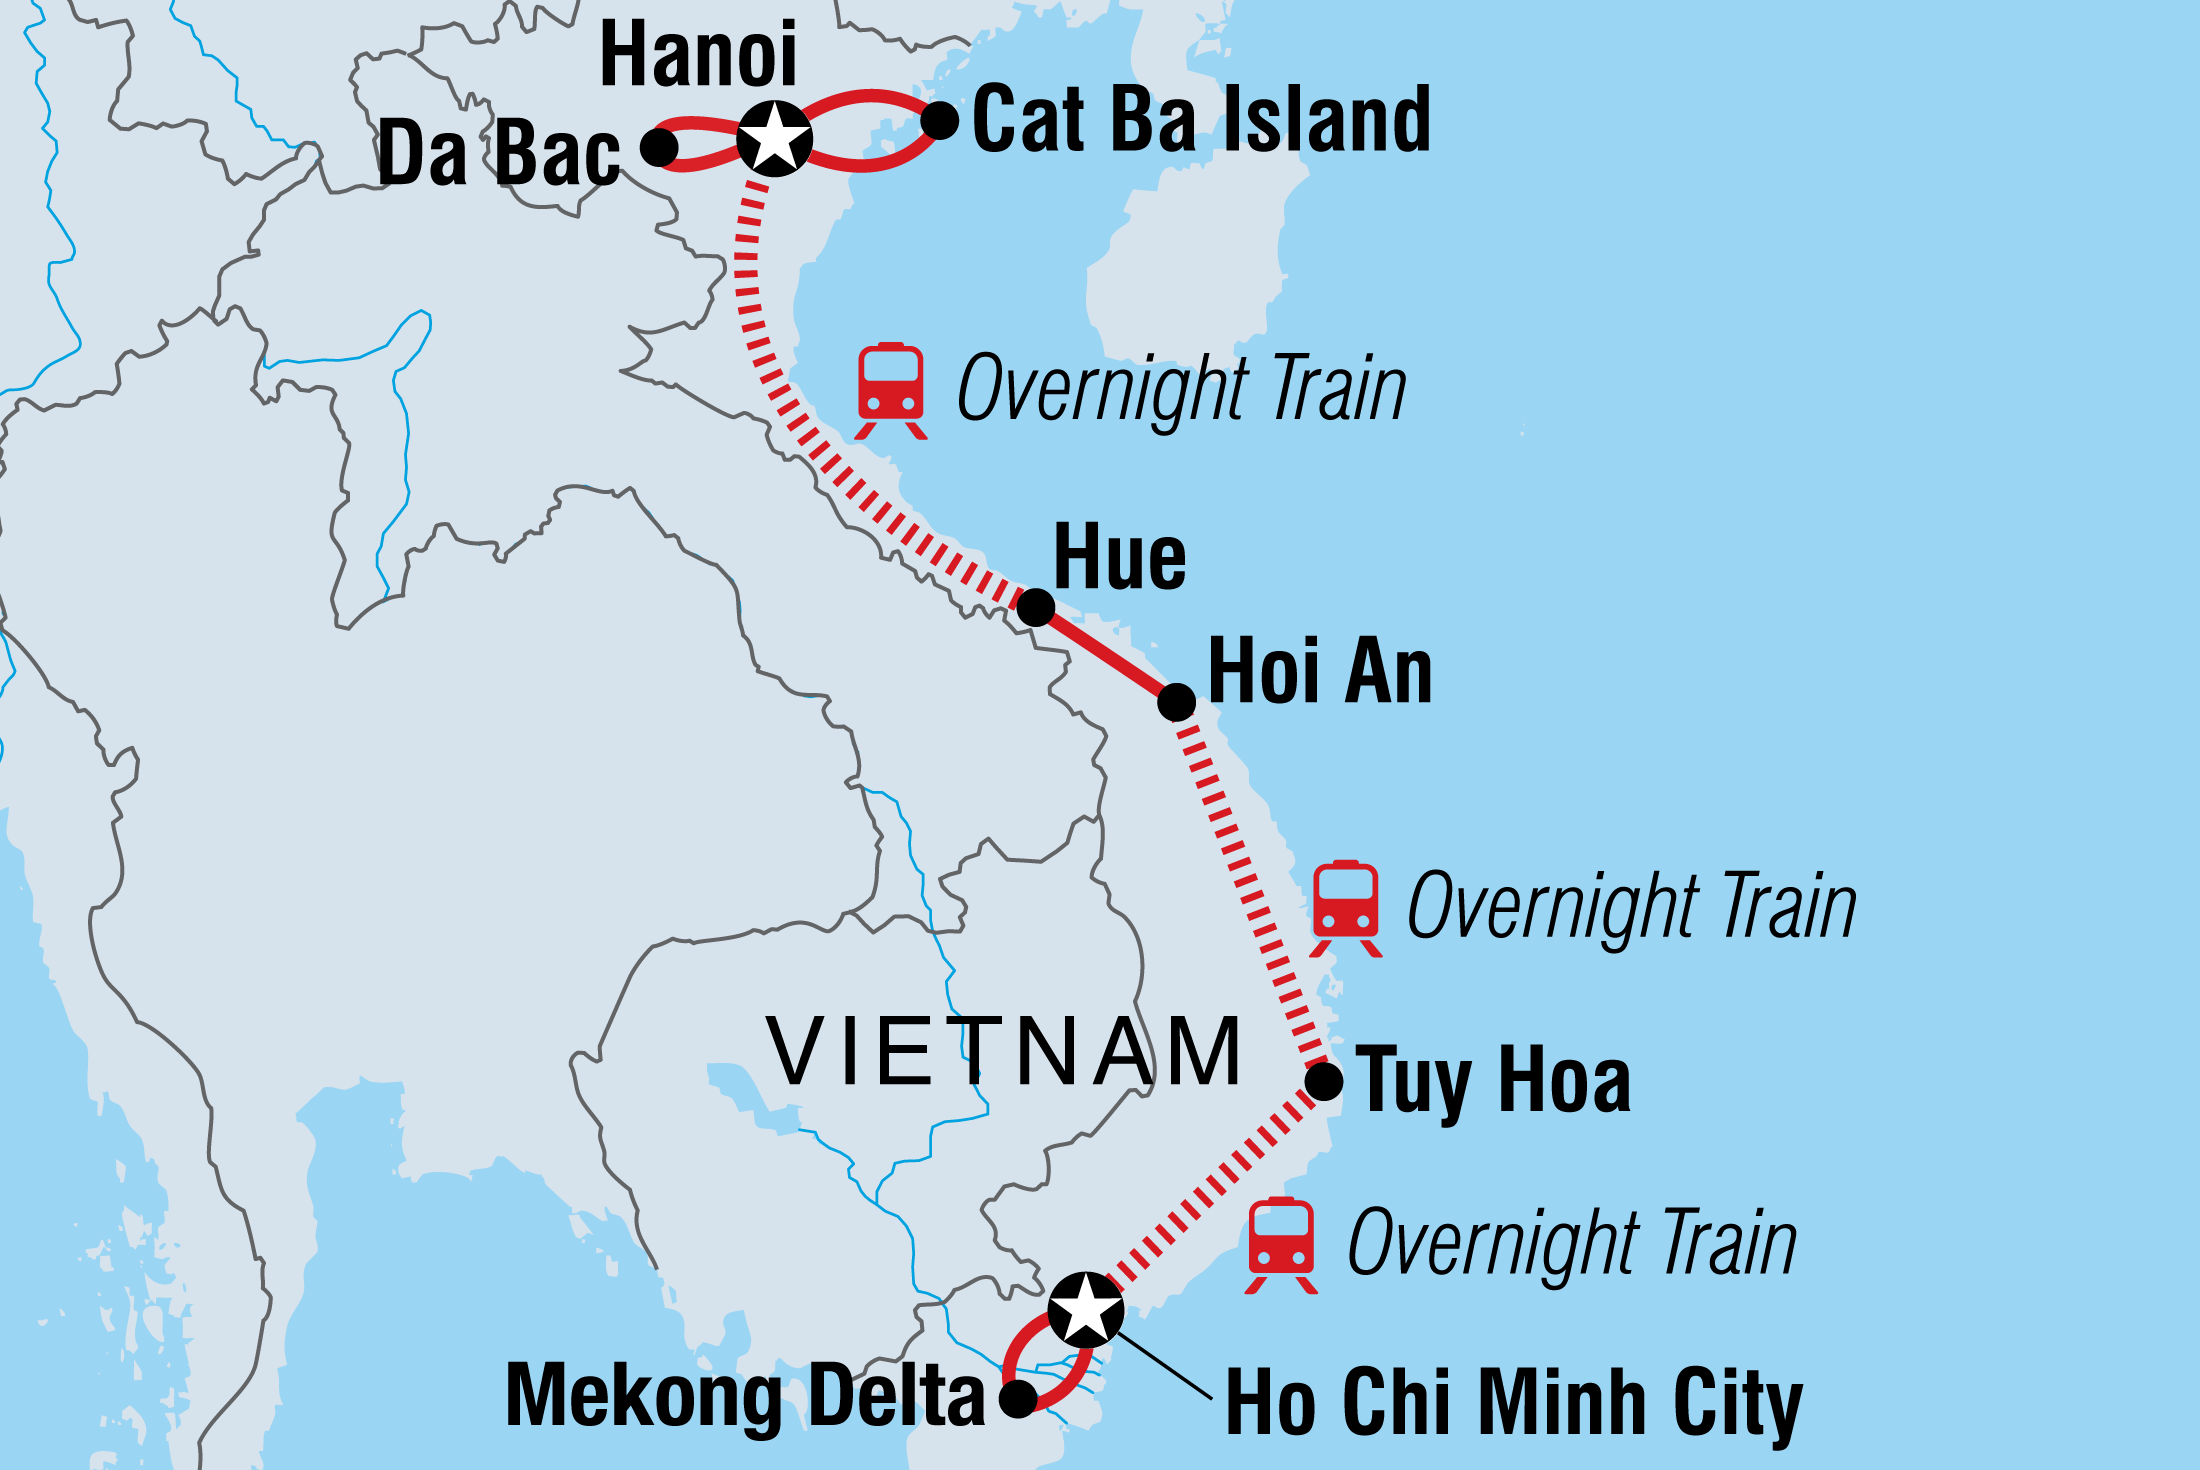 Hanoi
Cat Ba Island
Da Bac
Overnight Train
Hue
Hoi An
Overnight Train
VIETNAM
Tuy Hoa
Overnight Train
Mekong Delta
Ho Chi Minh City